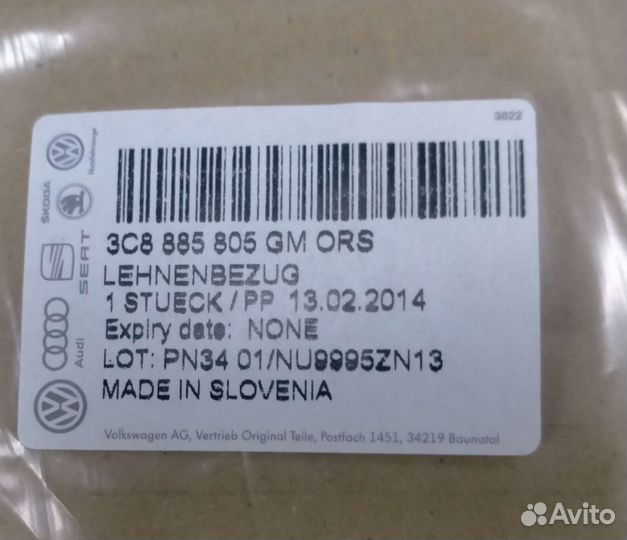 3822
Nutzfahrzeuge
ŠKODA
SEAT
Audi
3C8 885 805 GM ORS
LEHNENBEZUG
1 STUECK / PP 13.02.2014
Expiry date: NONE
LOT: PN34 01/NU9995ZN13
MADE IN SLOVENIA
Volkswagen AG, Vertrieb Original Teile, Postfach 1451, 34219 Baunatal
Avito